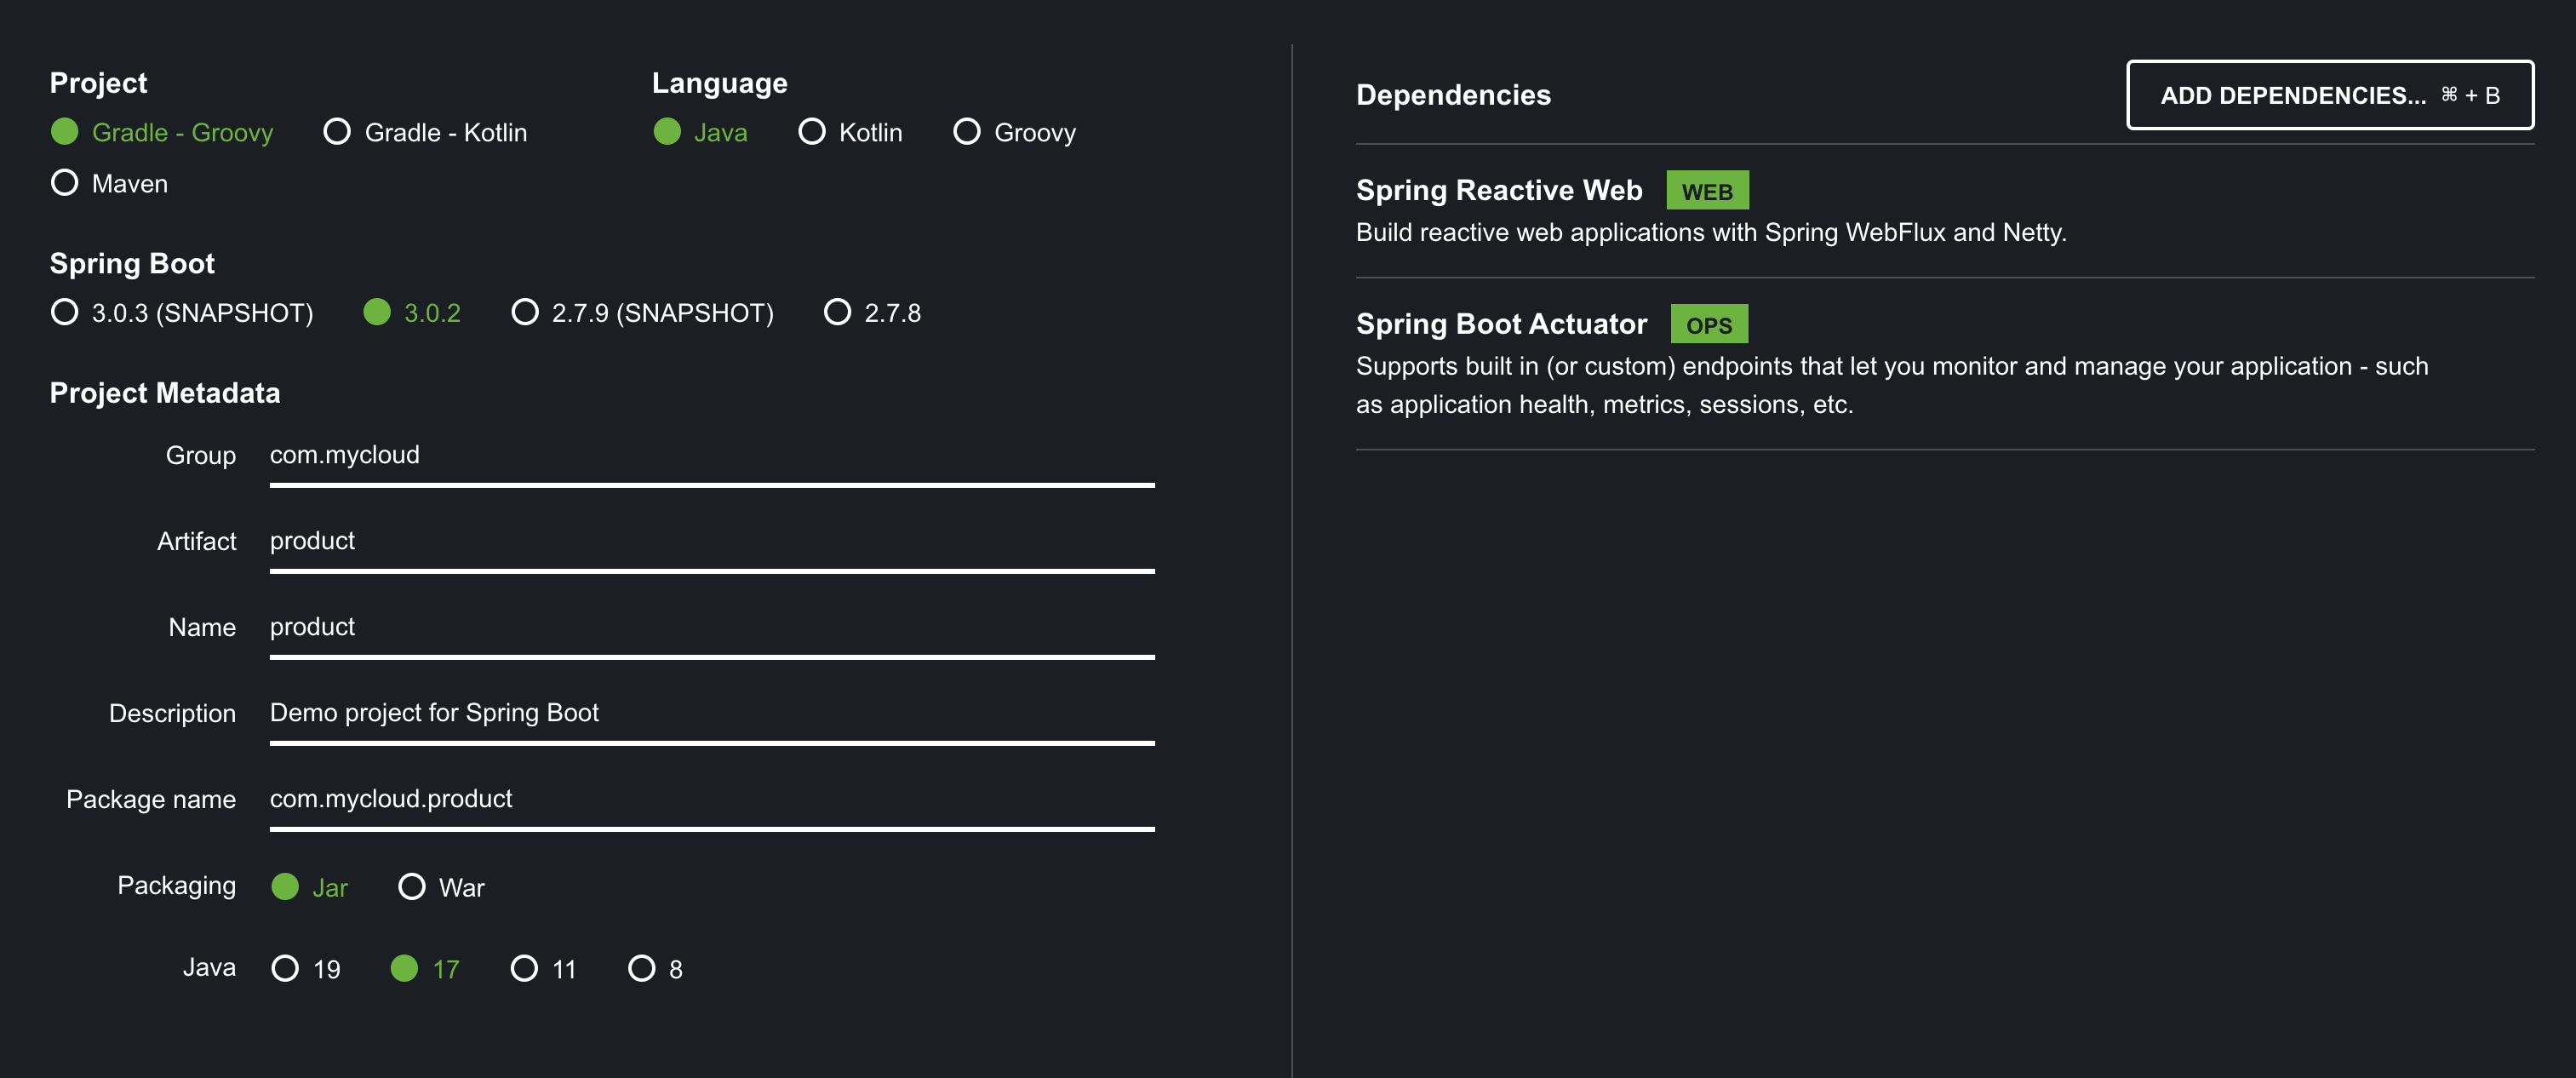 Project
Gradle - Groovy
Gradle - Kotlin
Maven
Language
Java
Kotlin
Groovy
Spring Boot
3.0.3 (SNAPSHOT)
3.0.2
2.7.9 (SNAPSHOT)
2.7.8
Project Metadata
Group
com.mycloud
Artifact
product
Name
product
Description
Demo project for Spring Boot
Package name
com.mycloud.product
Packaging
Jar
War
Java
19
17
11
8
Dependencies
ADD DEPENDENCIES... ⌘ + B
Spring Reactive Web
WEB
Build reactive web applications with Spring WebFlux and Netty.
Spring Boot Actuator
OPS
Supports built in (or custom) endpoints that let you monitor and manage your application - such
as application health, metrics, sessions, etc.